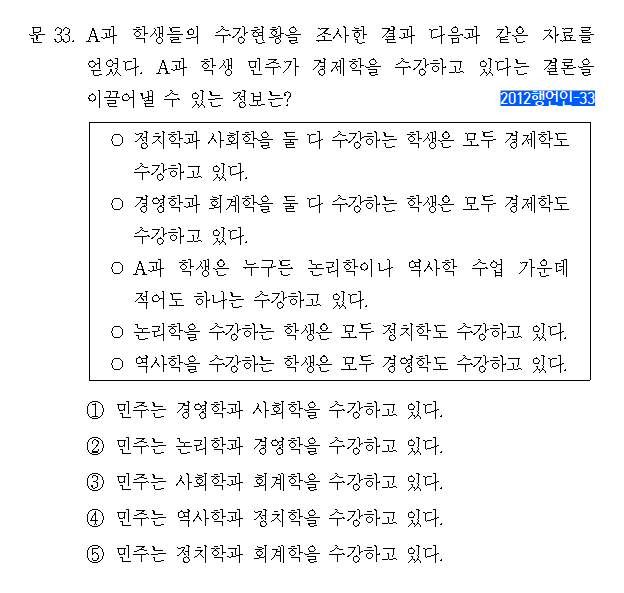 문 33. A과 학생들의 수강현황을 조사한 결과 다음과 같은 자료를
얻었다. A과 학생 민주가 경제학을 수강하고 있다는 결론을
이끌어낼 수 있는 정보는?
2012행언인-33
○ 정치학과 사회학을 둘 다 수강하는 학생은 모두 경제학도
수강하고 있다.
○ 경영학과 회계학을 둘 다 수강하는 학생은 모두 경제학도
수강하고 있다.
○ A과 학생은 누구든 논리학이나 역사학 수업 가운데
적어도 하나는 수강하고 있다.
○ 논리학을 수강하는 학생은 모두 정치학도 수강하고 있다.
○ 역사학을 수강하는 학생은 모두 경영학도 수강하고 있다.
① 민주는 경영학과 사회학을 수강하고 있다.
② 민주는 논리학과 경영학을 수강하고 있다.
③ 민주는 사회학과 회계학을 수강하고 있다.
④ 민주는 역사학과 정치학을 수강하고 있다.
⑤ 민주는 정치학과 회계학을 수강하고 있다.